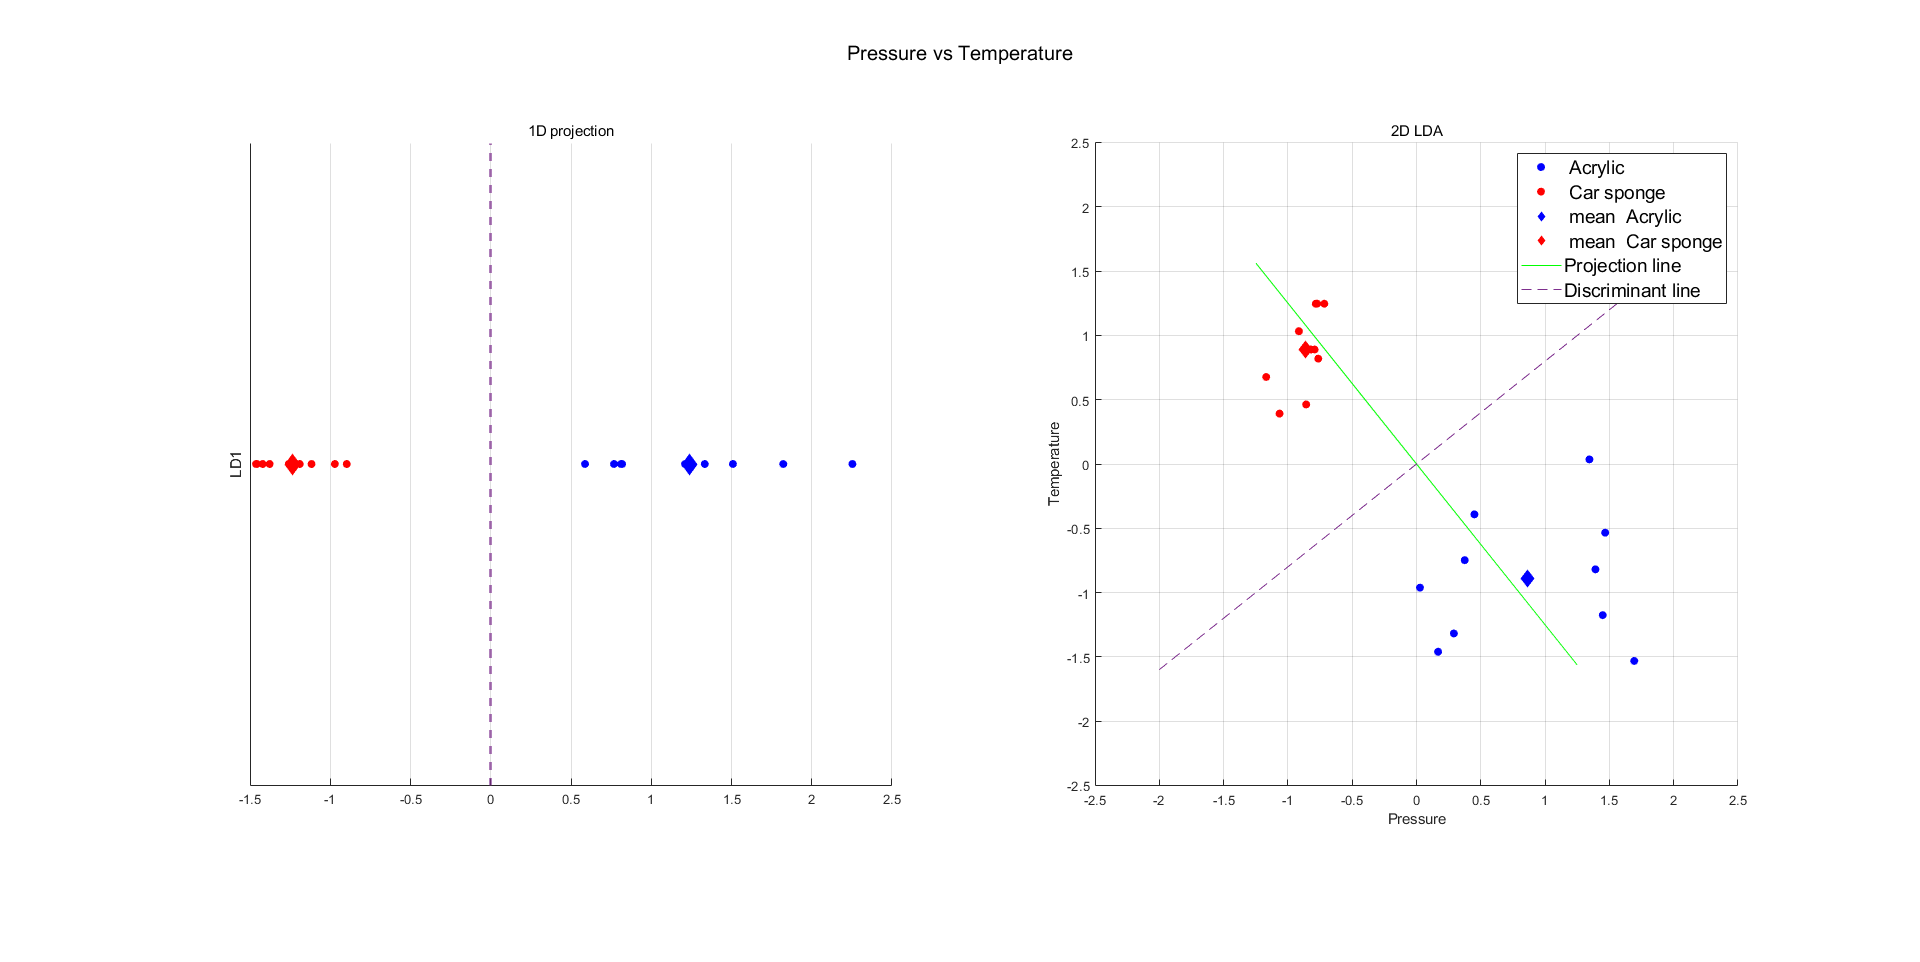 Pressure vs Temperature
1D projection
LD1
-1.5 -1 -0.5 0 0.5 1 1.5 2 2.5
2D LDA
2.5
2
1.5
1
0.5
0
-0.5
-1
-1.5
-2
-2.5
Temperature
-2.5 -2 -1.5 -1 -0.5 0 0.5 1 1.5 2 2.5
Pressure
Acrylic
Car sponge
mean Acrylic
mean Car sponge
Projection line
Discriminant line